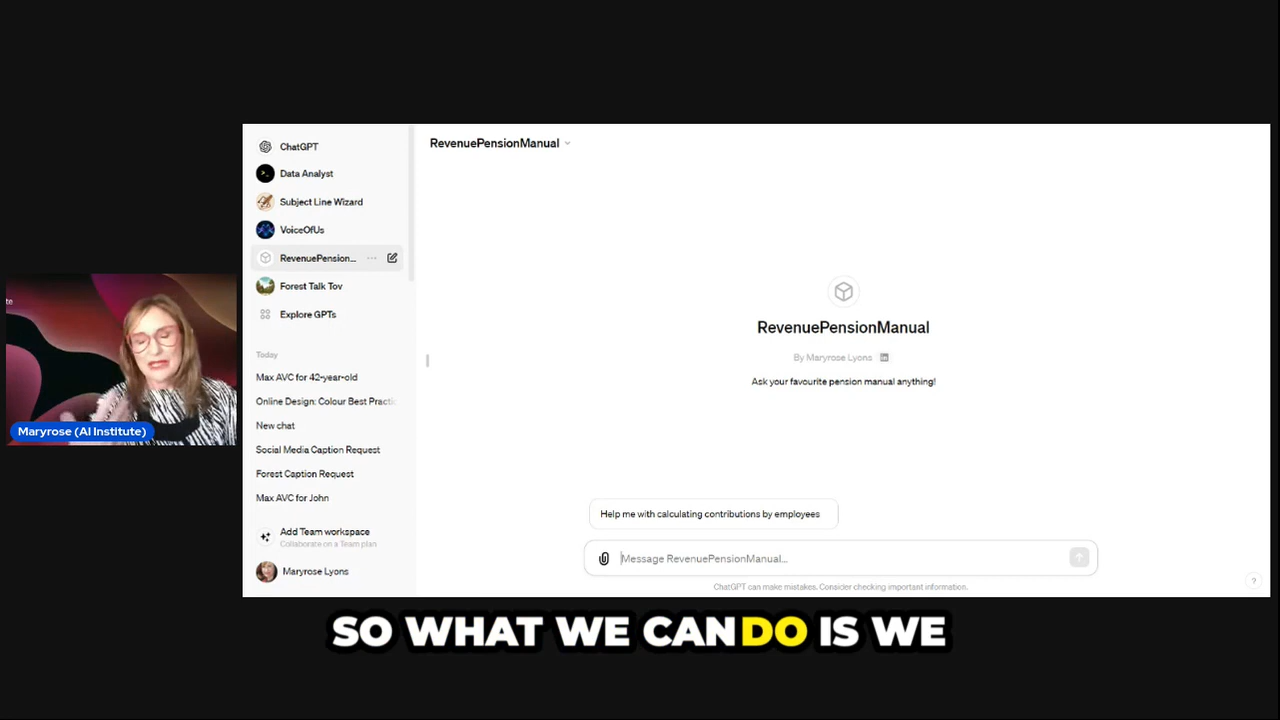 ChatGPT
Data Analyst
Subject Line Wizard
VoiceOfUs
RevenuePension...
Forest Talk Tov
Explore GPTs
Today
Max AVC for 42-year-old
Online Design: Colour Best Practic
New chat
Social Media Caption Request
Forest Caption Request
Max AVC for John
Add Team workspace
Collaborate on a Team plan
Maryrose Lyons
RevenuePensionManual
RevenuePensionManual
By Maryrose Lyons
Ask your favourite pension manual anything!
Help me with calculating contributions by employees
Message RevenuePensionManual...
ChatGPT can make mistakes. Consider checking important information.
?
te
Maryrose (AI Institute)
SO WHAT WE CAN DO IS WE